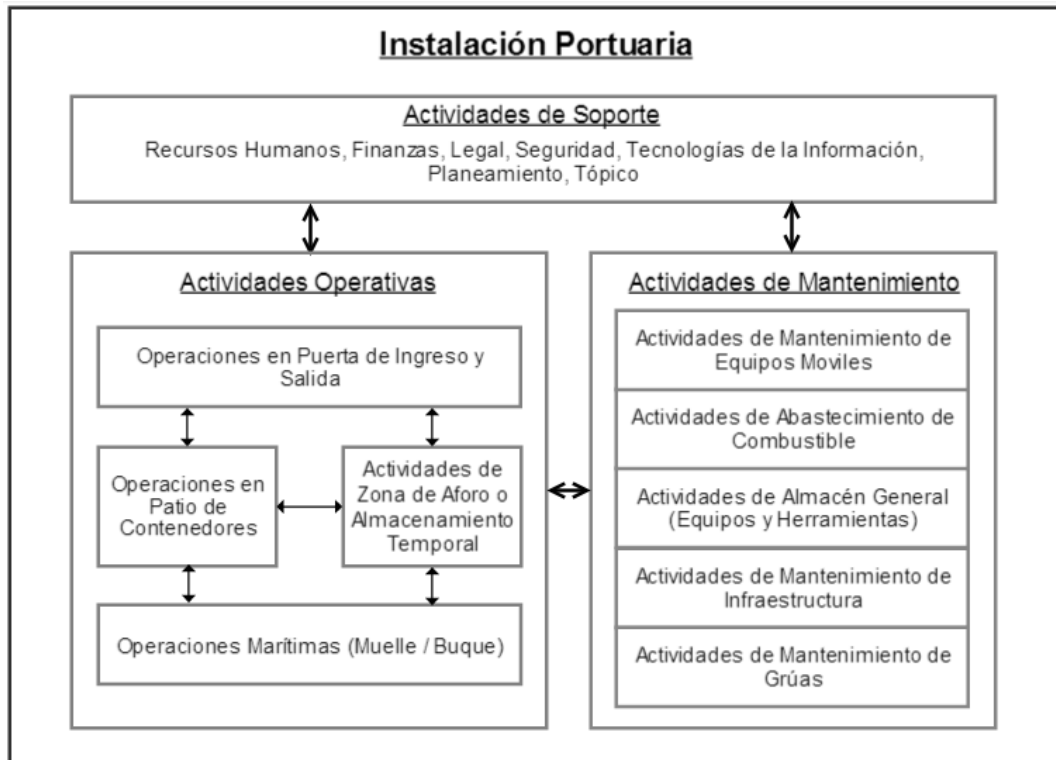 Instalación Portuaria
Actividades de Soporte
Recursos Humanos, Finanzas, Legal, Seguridad, Tecnologías de la Información,
Planeamiento, Tópico
Actividades Operativas
Operaciones en Puerta de Ingreso y
Salida
Operaciones en
Patio de
Contenedores
Actividades de
Zona de Aforo o
Almacenamiento
Temporal
Operaciones Marítimas (Muelle / Buque)
Actividades de Mantenimiento
Actividades de Mantenimiento de
Equipos Moviles
Actividades de Abastecimiento de
Combustible
Actividades de Almacén General
(Equipos y Herramientas)
Actividades de Mantenimiento de
Infraestructura
Actividades de Mantenimiento de
Grúas